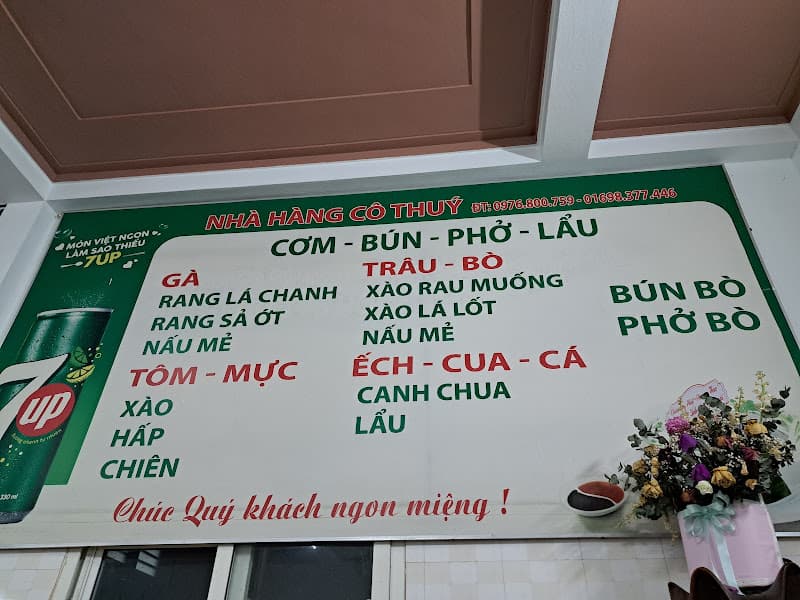 NHÀ HÀNG CÔ THUÝ ĐT: 0976.800.759 - 01698.377.446
MÓN VIỆT NGON
LÀM SAO THIẾU
7UP
CƠM - BÚN - PHỞ - LẨU
GÀ
RANG LÁ CHANH
RANG SẢ ỚT
NẤU MẺ
TRÂU - BÒ
XÀO RAU MUỐNG
XÀO LÁ LỐT
NẤU MẺ
BÚN BÒ
PHỞ BÒ
TÔM - MỰC
XÀO
HẤP
CHIÊN
ẾCH - CUA - CÁ
CANH CHUA
LẨU
7up
330 ml
Chúc Quý khách ngon miệng !